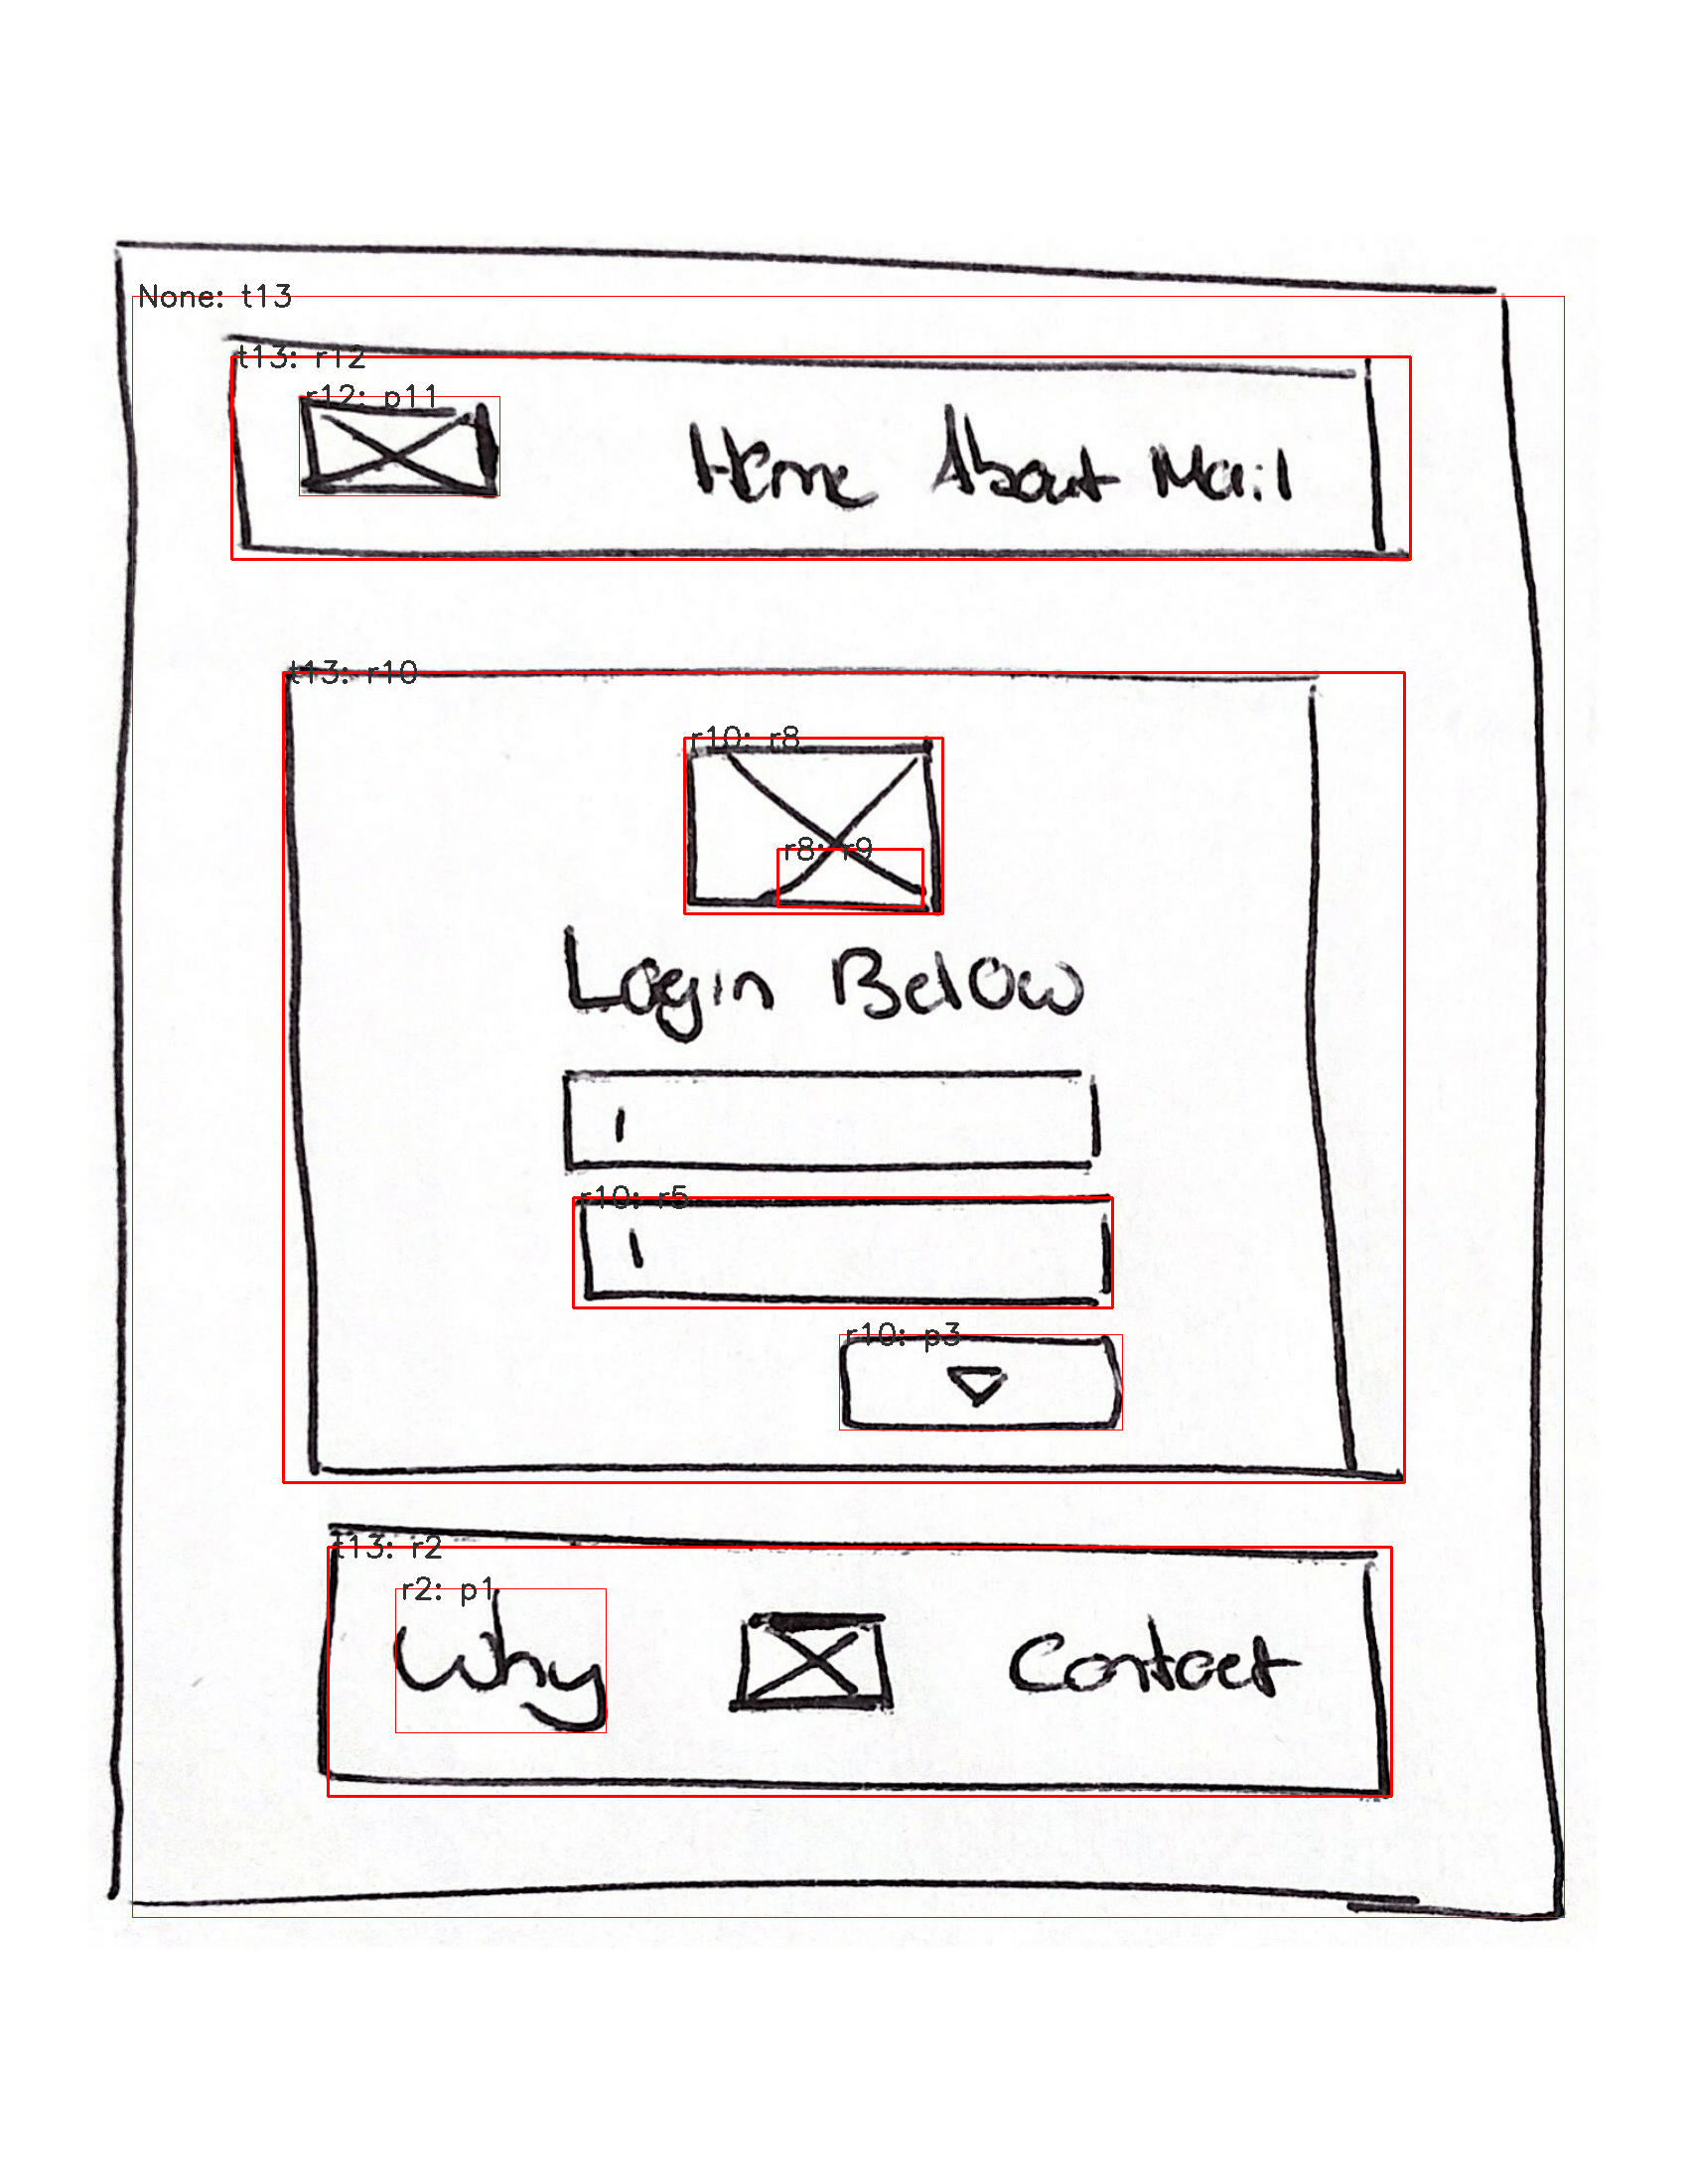 None: t13
t13: r12
r12: p11
Home About Mail
t13: r10
r10: r8
r8: r9
Login Below
r10: r5
r10: p3
t13: r2
r2: p1
Why Contact